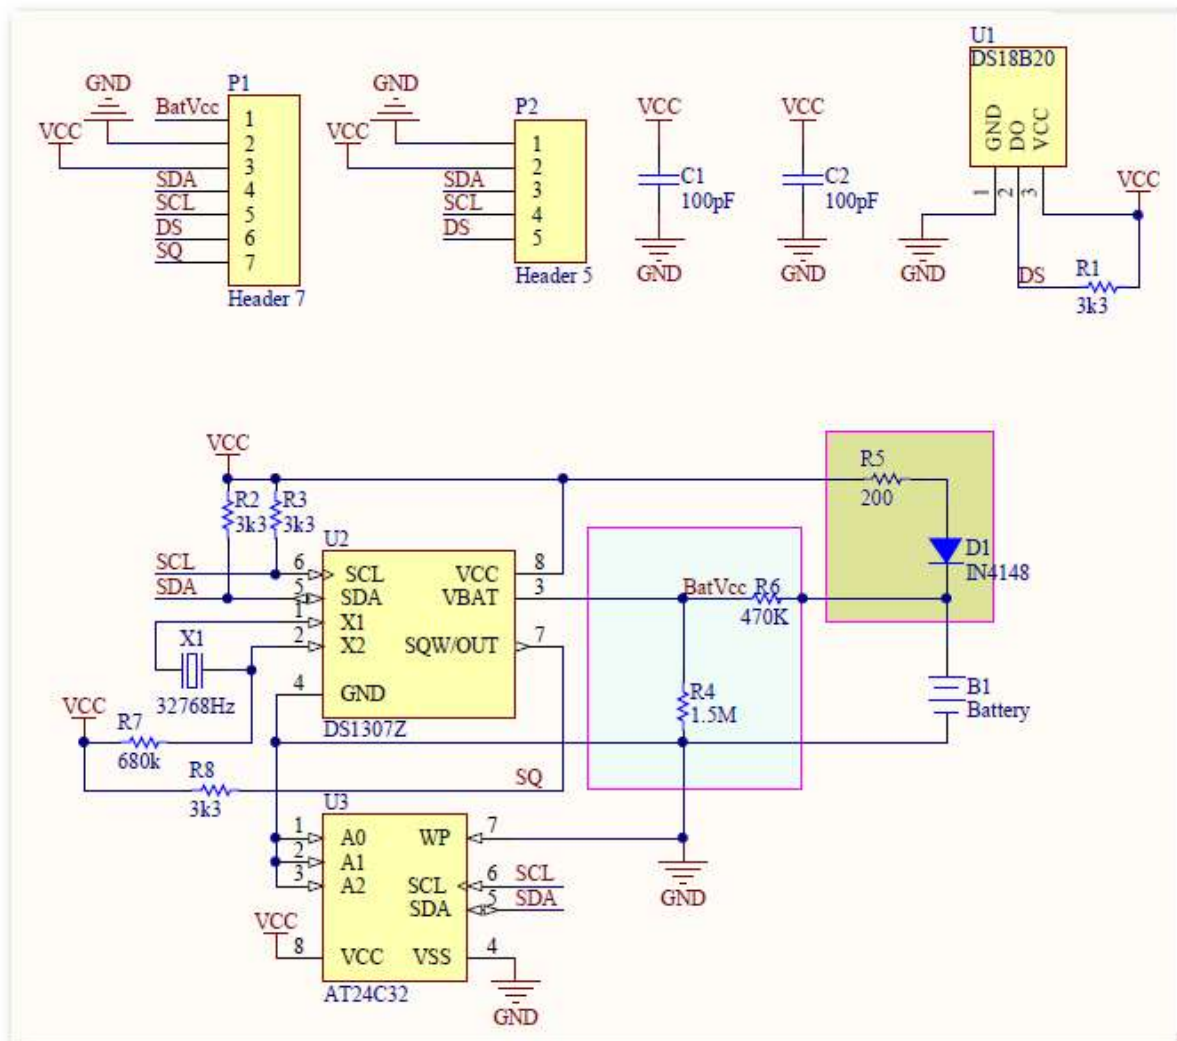 GND
P1
BatVcc
VCC
1
2
3
SDA
4
SCL
5
DS
6
SQ
7
Header 7
GND
P2
VCC
1
2
SDA
3
SCL
4
DS
5
Header 5
VCC
C1
100pF
GND
VCC
C2
100pF
GND
U1
DS18B20
GND
DO
VCC
1
2
3
VCC
GND
DS
R1
3k3
VCC
R2
3k3
R3
3k3
U2
SCL
6
SCL
VCC
8
SDA
5
SDA
VBAT
3
1
X1
X1
2
X2
SQW/OUT
7
32768Hz
4
GND
DS1307Z
VCC
R7
680k
R8
3k3
SQ
BatVcc
R6
470K
R4
1.5M
R5
200
D1
IN4148
B1
Battery
U3
1
A0
WP
7
2
A1
3
A2
SCL
6
SCL
SDA
5
SDA
GND
VCC
8
VCC
VSS
4
AT24C32
GND